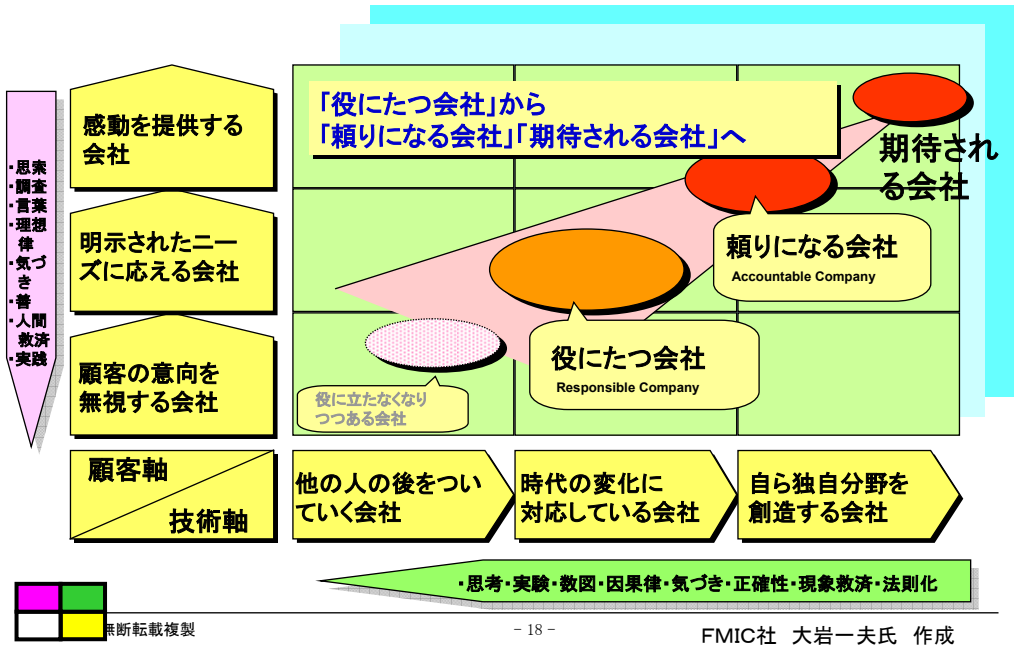 「役にたつ会社」から
「頼りになる会社」「期待される会社」へ
感動を提供する
会社
期待され
る会社
・思索
・調査
・言葉
・理想
律
・気づ
き
・善
・人間
救済
・実践
明示されたニー
ズに応える会社
頼りになる会社
Accountable Company
役にたつ会社
Responsible Company
顧客の意向を
無視する会社
役に立たなくなり
つつある会社
顧客軸
技術軸
他の人の後をつい
ていく会社
時代の変化に
対応している会社
自ら独自分野を
創造する会社
・思考・実験・数図・因果律・気づき・正確性・現象救済・法則化
無断転載複製
- 18 -
FMIC社 大岩一夫氏 作成